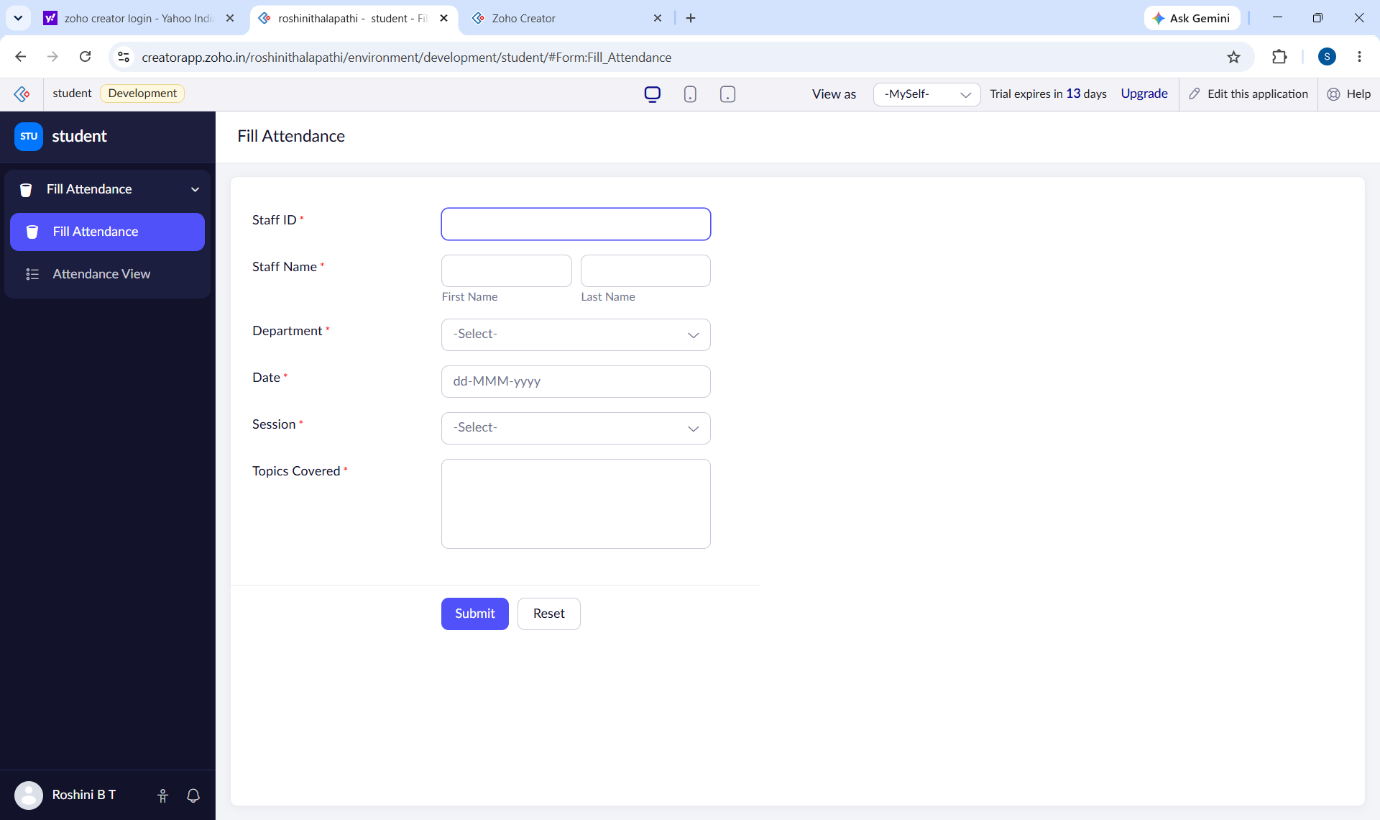 zoho creator login - Yahoo Indi
roshinithalapathi - student - Fil
Zoho Creator
Ask Gemini
creatorapp.zoho.in/roshinithalapathi/environment/development/student/#Form:Fill_Attendance
S
student
Development
View as
-MySelf-
Trial expires in 13 days
Upgrade
Edit this application
Help
STU
student
Fill Attendance
Fill Attendance
Fill Attendance
Attendance View
Staff ID *
Staff Name *
First Name
Last Name
Department *
-Select-
Date *
dd-MMM-yyyy
Session *
-Select-
Topics Covered *
Submit
Reset
Roshini B T